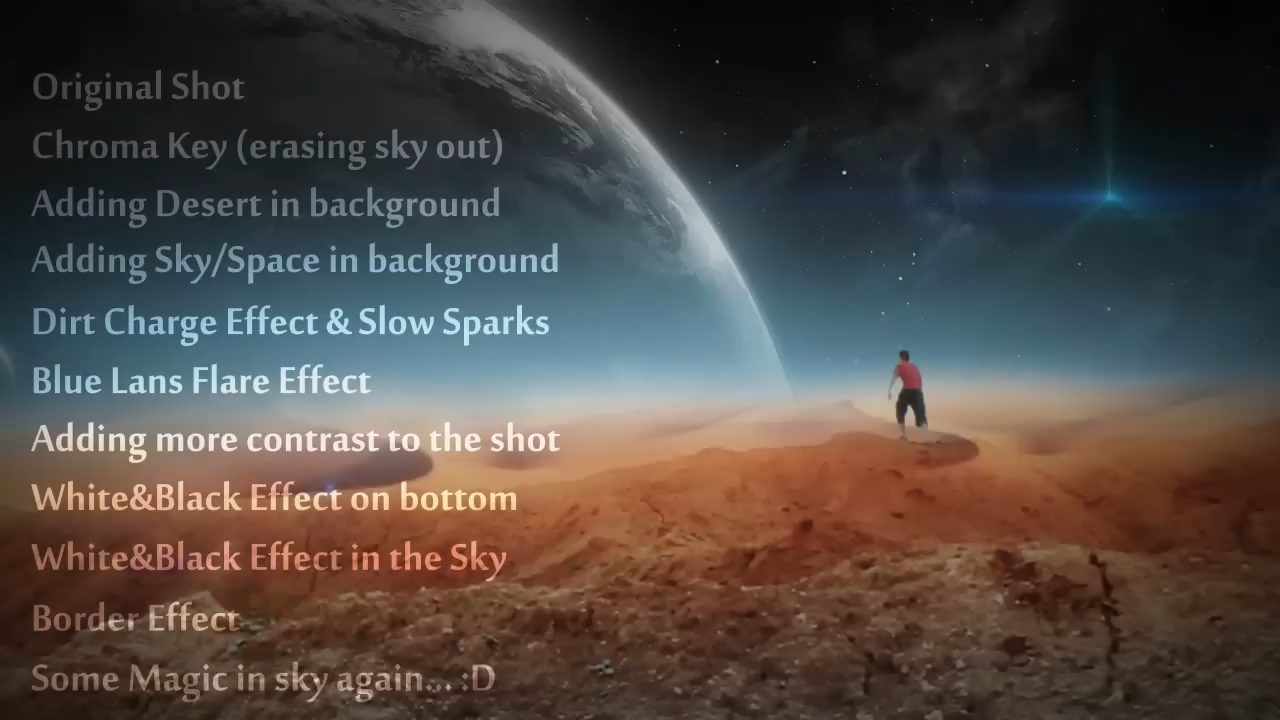 Original Shot
Chroma Key (erasing sky out)
Adding Desert in background
Adding Sky/Space in background
Dirt Charge Effect & Slow Sparks
Blue Lans Flare Effect
Adding more contrast to the shot
White&Black Effect on bottom
White&Black Effect in the Sky
Border Effect
Some Magic in sky again... :D